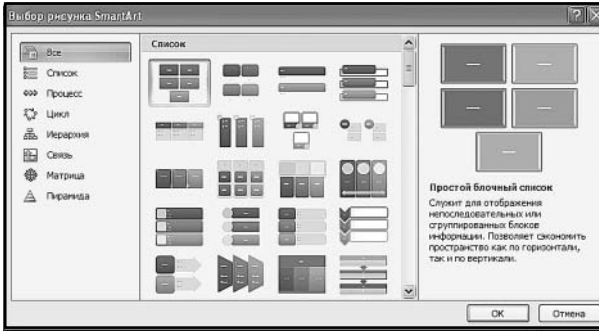 Выбор рисунка SmartArt
Все
Список
Процесс
Цикл
Иерархия
Связь
Матрица
Пирамида
Список
Простой блочный список
Служит для отображения
непоследовательных или
сгруппированных блоков
информации. Позволяет сэкономить
пространство как по горизонтали,
так и по вертикали.
ОК
Отмена